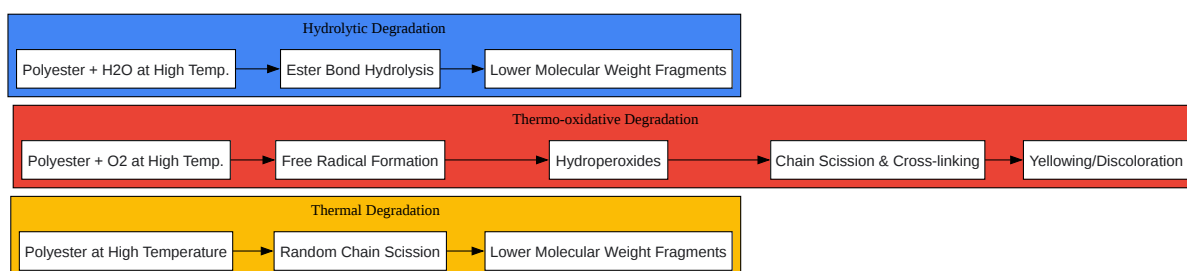 Hydrolytic Degradation
Polyester + H2O at High Temp.
Ester Bond Hydrolysis
Lower Molecular Weight Fragments
Thermo-oxidative Degradation
Polyester + O2 at High Temp.
Free Radical Formation
Hydroperoxides
Chain Scission & Cross-linking
Yellowing/Discoloration
Thermal Degradation
Polyester at High Temperature
Random Chain Scission
Lower Molecular Weight Fragments